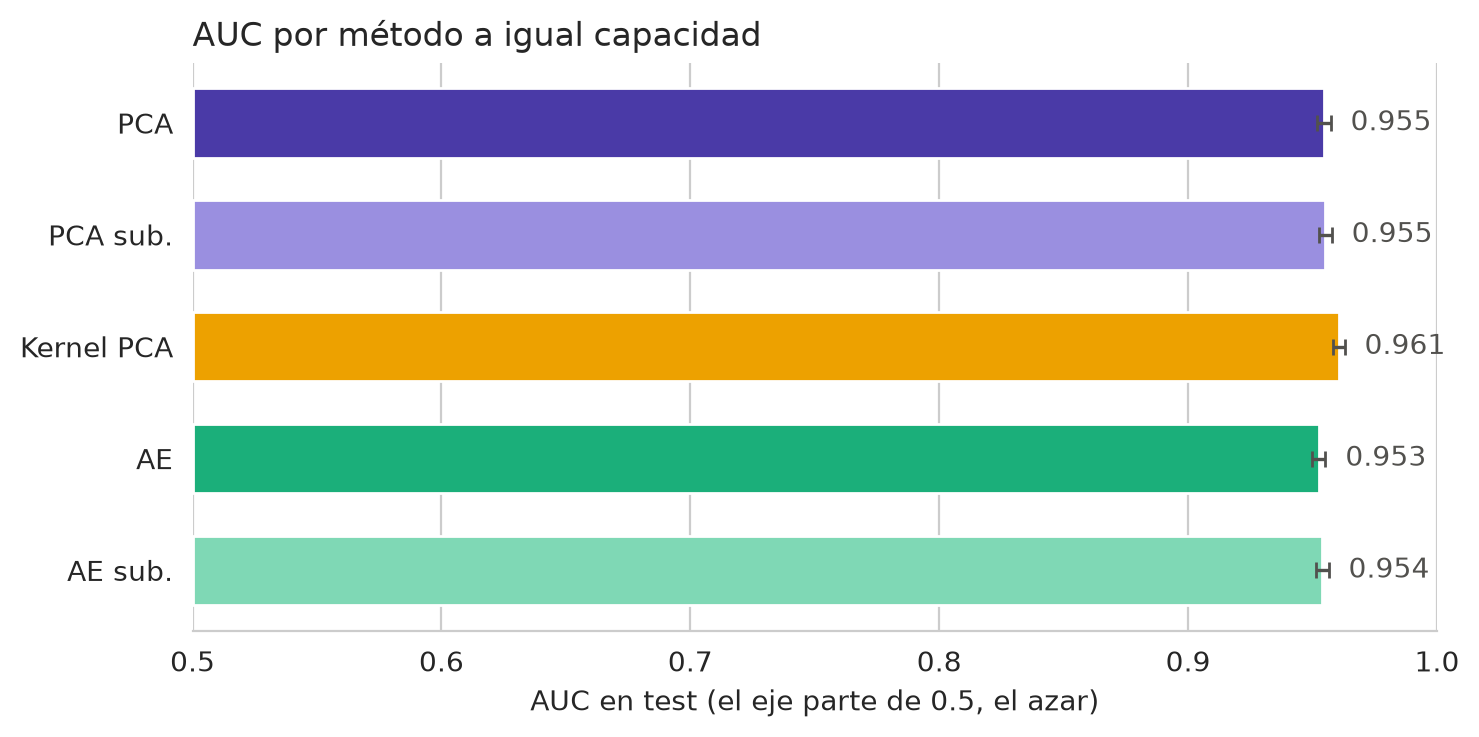 AUC por método a igual capacidad
PCA
0.955
PCA sub.
0.955
Kernel PCA
0.961
AE
0.953
AE sub.
0.954
0.5 0.6 0.7 0.8 0.9 1.0
AUC en test (el eje parte de 0.5, el azar)